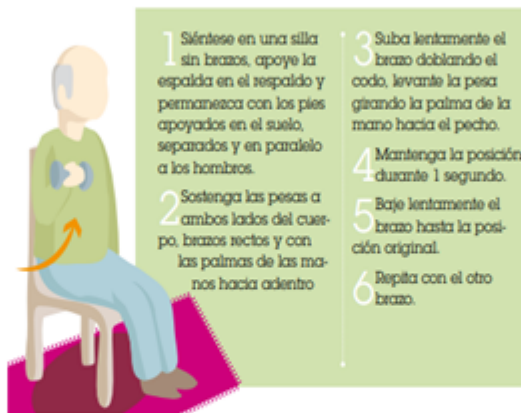 1 Siéntese en una silla
sin brazos, apoye la
espalda en el respaldo y
permanezca con los pies
apoyados en el suelo,
separados y en paralelo
a los hombros.
2 Sostenga las pesas a
ambos lados del cuer-
po, brazos rectos y con
las palmas de las ma-
nos hacia adentro
3 Suba lentamente el
brazo doblando el
codo, levante la pesa
girando la palma de la
mano hacia el pecho.
4 Mantenga la posición
durante 1 segundo.
5 Baje lentamente el
brazo hasta la posi-
ción original.
6 Repita con el otro
brazo.